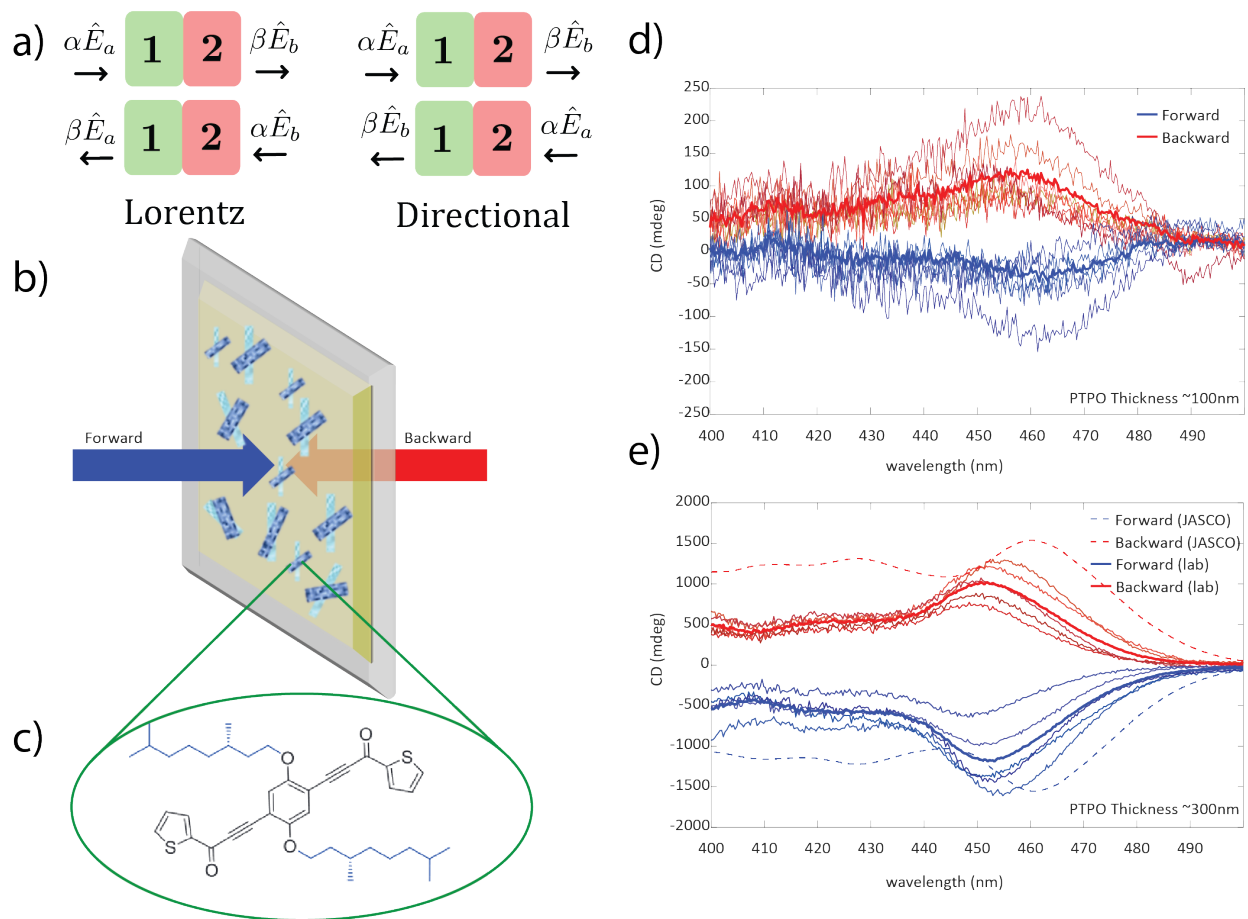 a)
αÊₐ
1 2
βÊ_b
βÊₐ
1 2
αÊ_b
Lorentz
αÊₐ
1 2
βÊ_b
βÊ_b
1 2
αÊₐ
Directional
b)
Forward
Backward
c)
O
S
O
S
O
O
d)
250
200
150
100
50
0
-50
-100
-150
-200
-250
CD (mdeg)
Forward
Backward
PTPO Thickness ~100nm
400 410 420 430 440 450 460 470 480 490
wavelength (nm)
e)
2000
1500
1000
500
0
-500
-1000
-1500
-2000
CD (mdeg)
Forward (JASCO)
Backward (JASCO)
Forward (lab)
Backward (lab)
PTPO Thickness ~300nm
400 410 420 430 440 450 460 470 480 490
wavelength (nm)